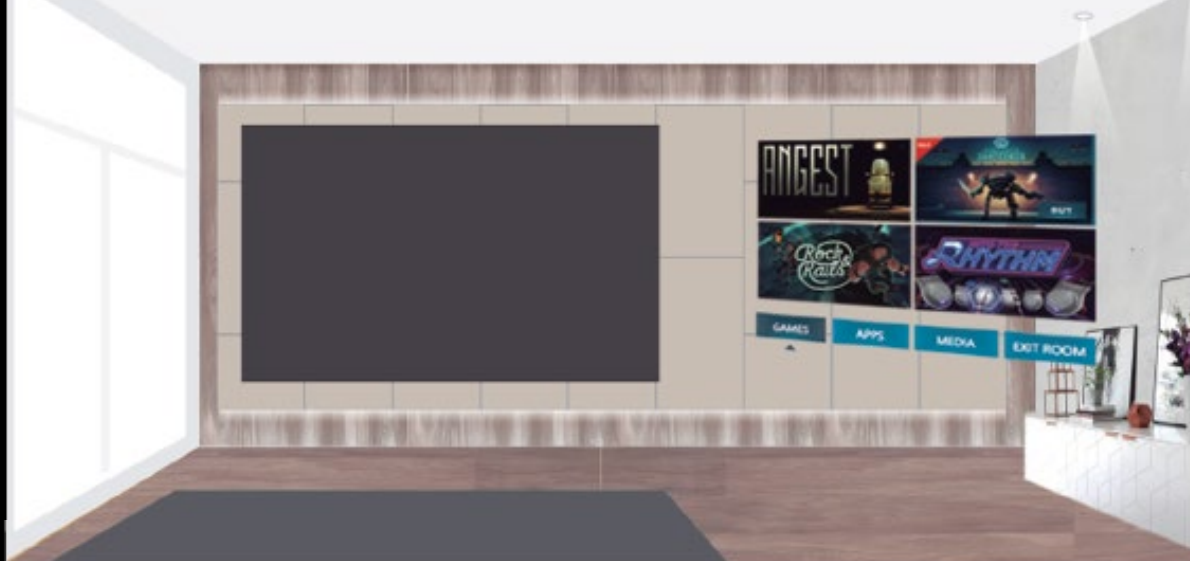 ANGEST
BUY
Rock &
Rails
RHYTHM
GAMES
APPS
MEDIA
EXIT ROOM